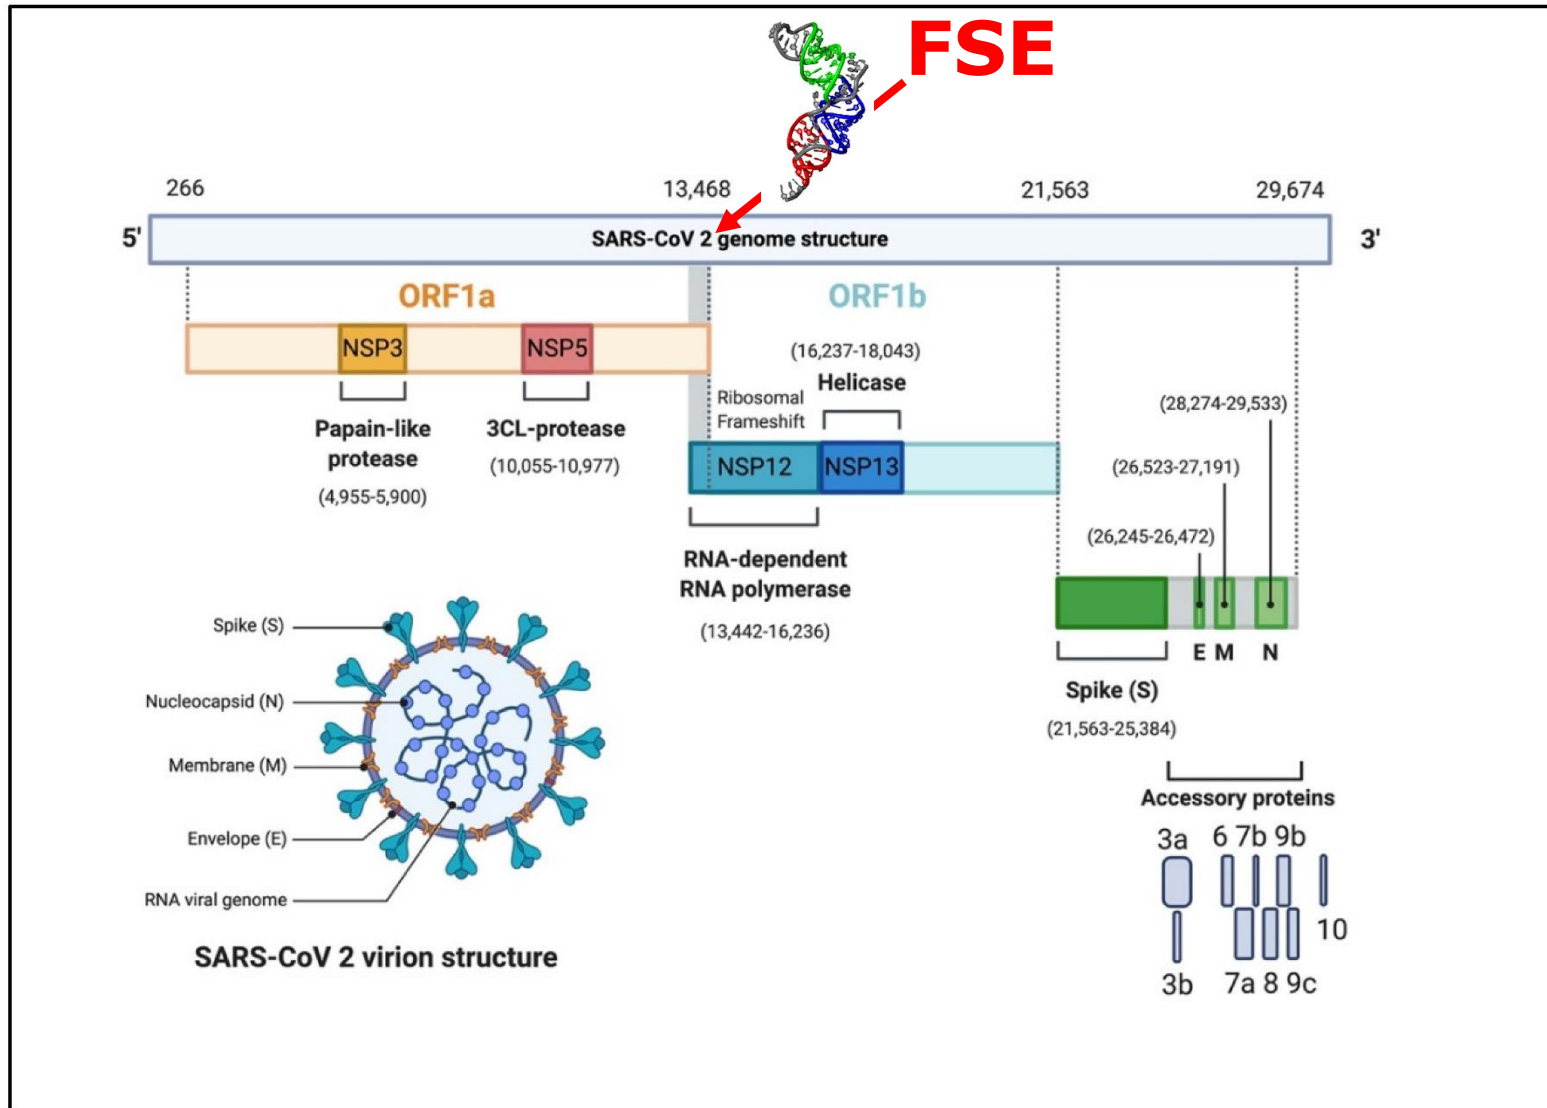 FSE
266
13,468
21,563
29,674
5'
SARS-CoV 2 genome structure
3'
ORF1a
ORF1b
NSP3
NSP5
(16,237-18,043)
Helicase
Papain-like
protease
(4,955-5,900)
3CL-protease
(10,055-10,977)
Ribosomal
Frameshift
NSP12
NSP13
RNA-dependent
RNA polymerase
(13,442-16,236)
(28,274-29,533)
(26,523-27,191)
(26,245-26,472)
E M N
Spike (S)
(21,563-25,384)
Accessory proteins
3a 6 7b 9b
10
3b 7a 8 9c
Spike (S)
Nucleocapsid (N)
Membrane (M)
Envelope (E)
RNA viral genome
SARS-CoV 2 virion structure